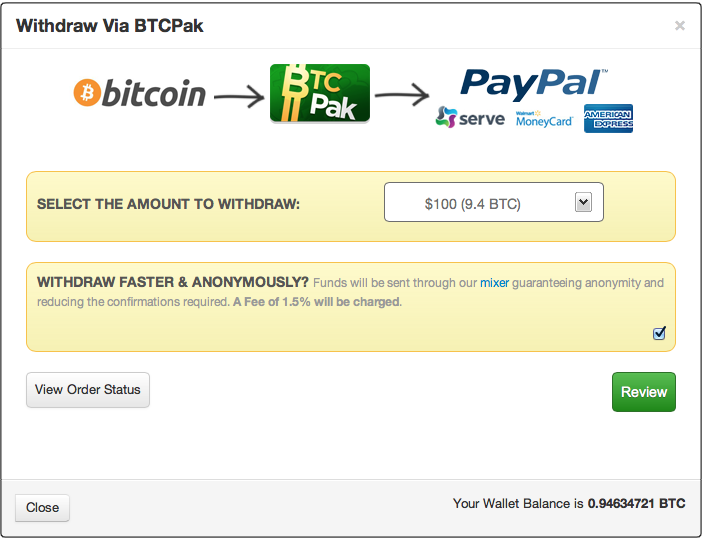 Withdraw Via BTCPak
×
bitcoin
BTC
Pak
PayPal™
serve
Walmart
MoneyCard
AMERICAN
EXPRESS
SELECT THE AMOUNT TO WITHDRAW:
$100 (9.4 BTC)
WITHDRAW FASTER & ANONYMOUSLY? Funds will be sent through our mixer guaranteeing anonymity and
reducing the confirmations required. A Fee of 1.5% will be charged.
View Order Status
Review
Close
Your Wallet Balance is 0.94634721 BTC